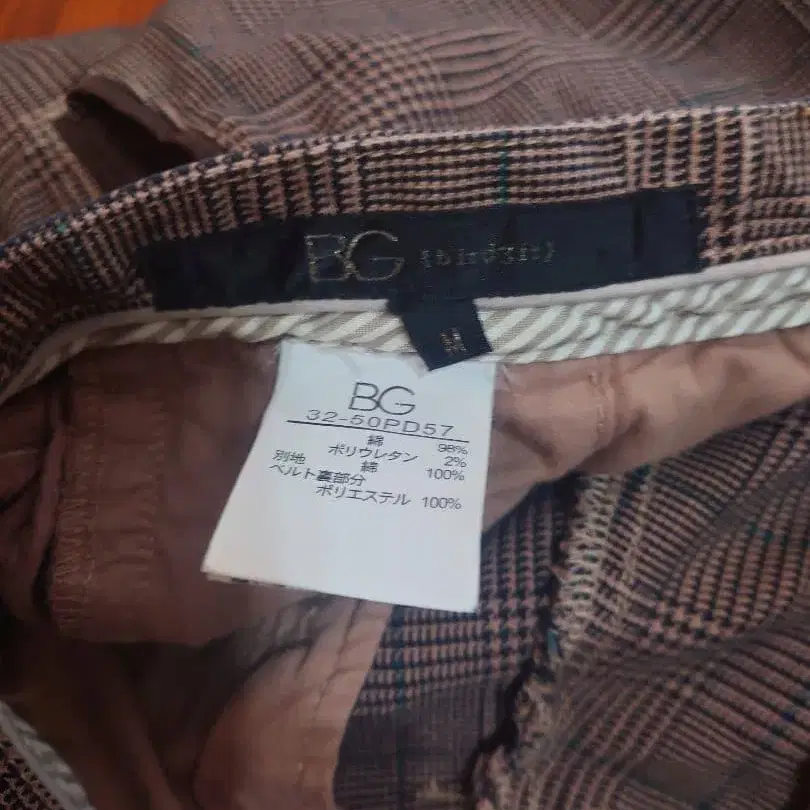 BG {birdgit}
M
BG
32-50PD57
綿 98%
ポリウレタン 2%
別地 綿 100%
ベルト裏部分
ポリエステル 100%